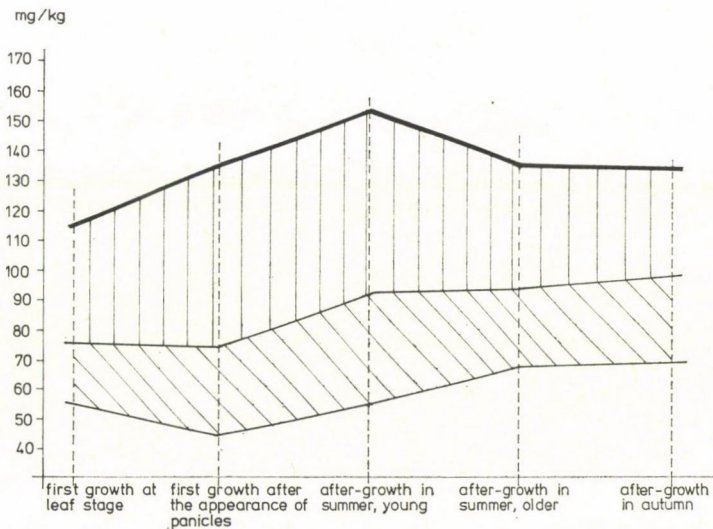 mg/kg
170
160
150
140
130
120
110
100
90
80
70
60
50
40
first growth at
leaf stage
first growth after
the appearance of
panicles
after-growth in
summer, young
after-growth in
summer, older
after-growth
in autumn